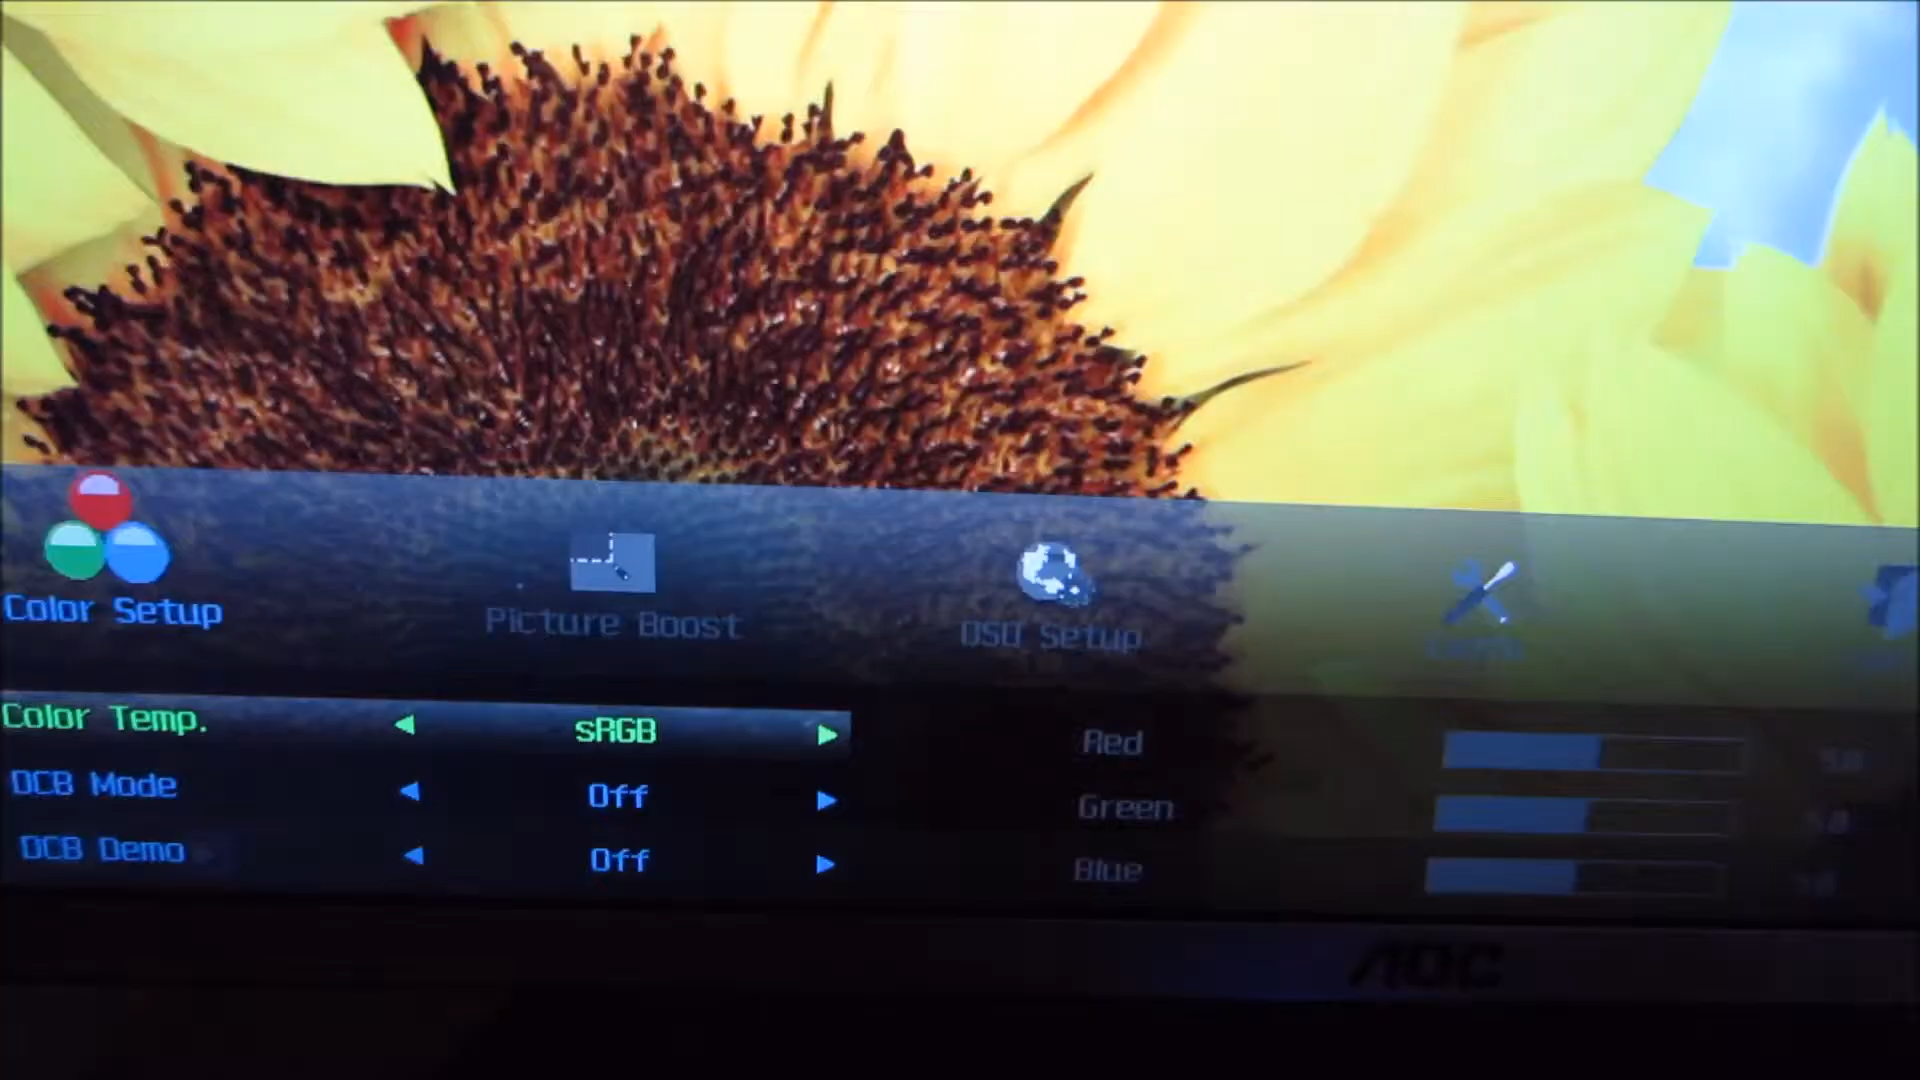 Color Setup
Picture Boost
OSD Setup
Extra
Color Temp.
sRGB
Red
DCB Mode
Off
Green
DCB Demo
Off
Blue
AOC